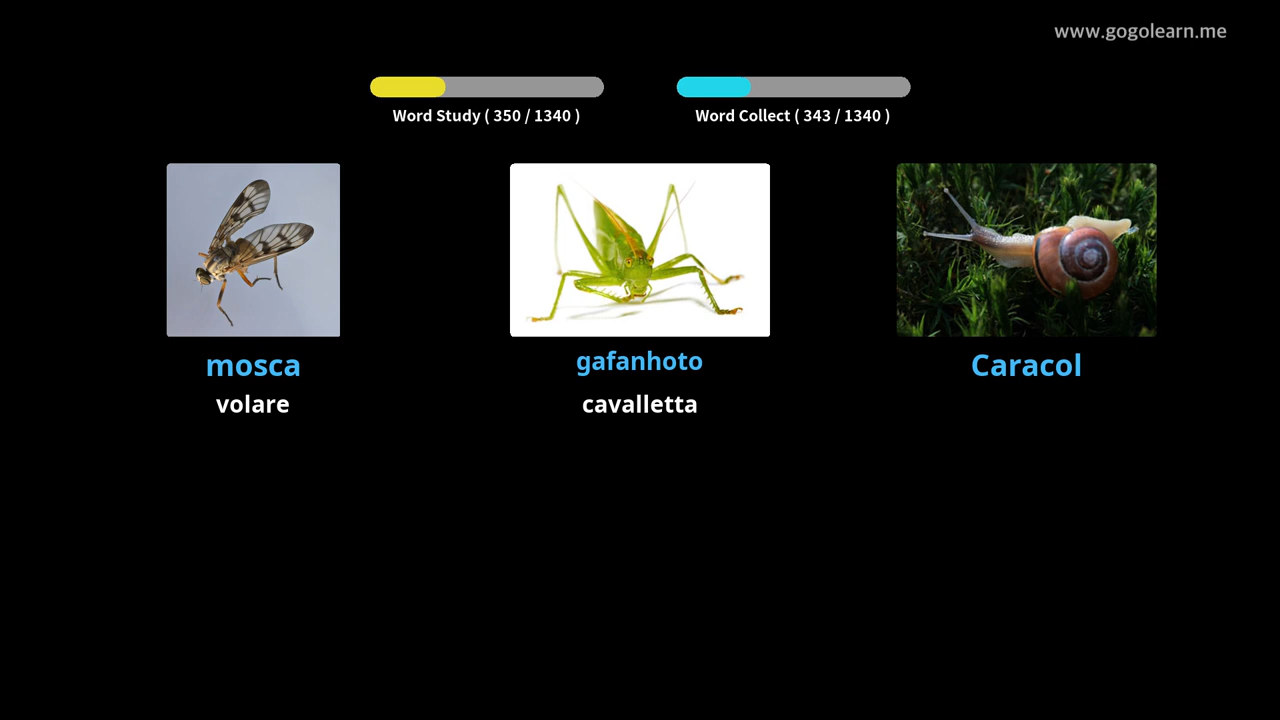 www.gogolearn.me
Word Study ( 350 / 1340 )
Word Collect ( 343 / 1340 )
mosca
volare
gafanhoto
cavalletta
Caracol